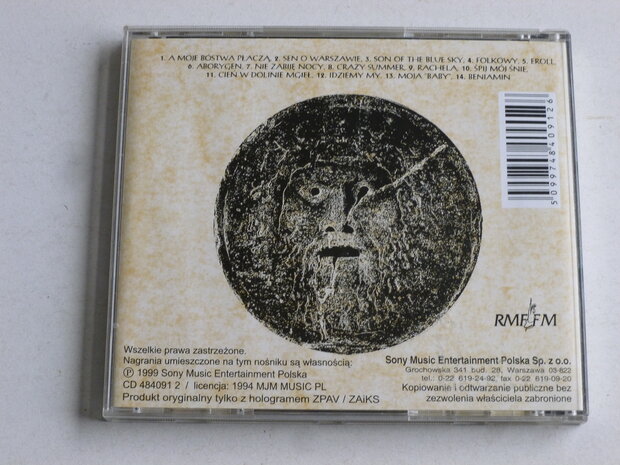 1. A MOJE BOSTWA PŁACZĄ, 2. SEN O WARSZAWIE, 3. SON OF THE BLUE SKY, 4. FOLKOWY, 5. EROLL,
6. ABORYGEN, 7. NIE ZABIJĘ NOCY, 8. CRAZY SUMMER, 9. RACHELA, 10. ŚPIJ MÓJ ŚNIE,
11. CIEŃ W DOLINIE MGIEŁ, 12. IDZIEMY MY, 13. MOJA "BABY", 14. BENIAMIN
5 099748 409126
RMF FM
Wszelkie prawa zastrzeżone.
Nagrania umieszczone na tym nośniku są własnością:
Ⓟ 1999 Sony Music Entertainment Polska
CD 484091 2 / licencja: 1994 MJM MUSIC PL
Produkt oryginalny tylko z hologramem ZPAV / ZAiKS
Sony Music Entertainment Polska Sp. z o.o.
Grochowska 341 bud. 28, Warszawa 03-822
tel.: 0-22 619-24-92, fax 0-22 619-09-20
Kopiowanie i odtwarzanie publiczne bez
zezwolenia właściciela zabronione